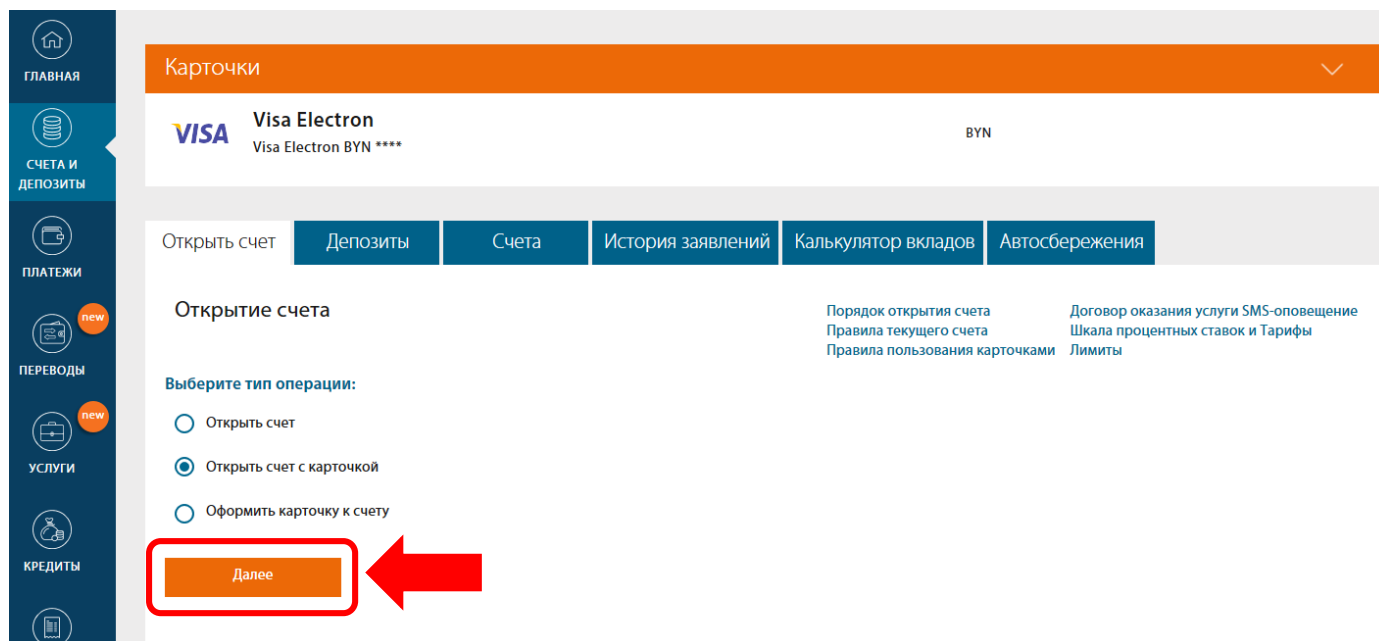 ГЛАВНАЯ
СЧЕТА И
ДЕПОЗИТЫ
ПЛАТЕЖИ
new
ПЕРЕВОДЫ
new
УСЛУГИ
КРЕДИТЫ
Карточки
VISA
Visa Electron
Visa Electron BYN ****
BYN
Открыть счет
Депозиты
Счета
История заявлений
Калькулятор вкладов
Автосбережения
Открытие счета
Порядок открытия счета
Правила текущего счета
Правила пользования карточками
Договор оказания услуги SMS-оповещение
Шкала процентных ставок и Тарифы
Лимиты
Выберите тип операции:
Открыть счет
Открыть счет с карточкой
Оформить карточку к счету
Далее